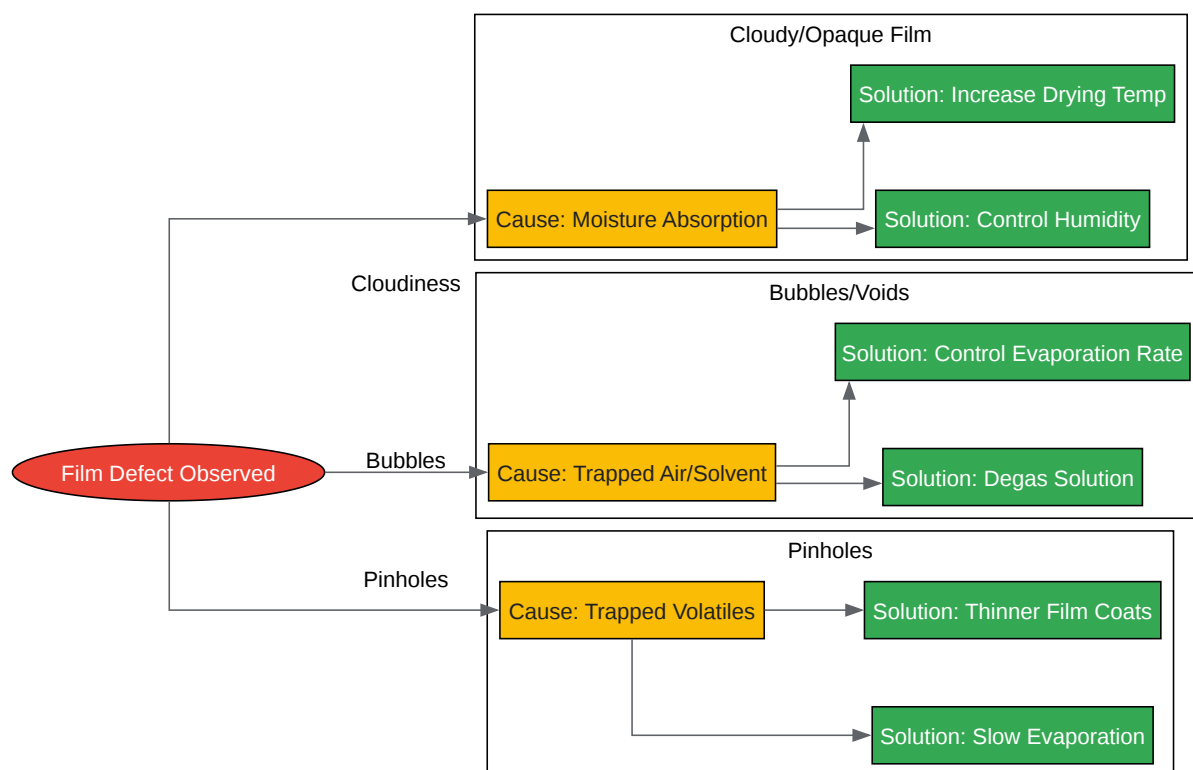 Cloudy/Opaque Film
Solution: Increase Drying Temp
Cause: Moisture Absorption
Solution: Control Humidity
Cloudiness
Bubbles/Voids
Solution: Control Evaporation Rate
Film Defect Observed
Bubbles
Cause: Trapped Air/Solvent
Solution: Degas Solution
Pinholes
Pinholes
Cause: Trapped Volatiles
Solution: Thinner Film Coats
Solution: Slow Evaporation